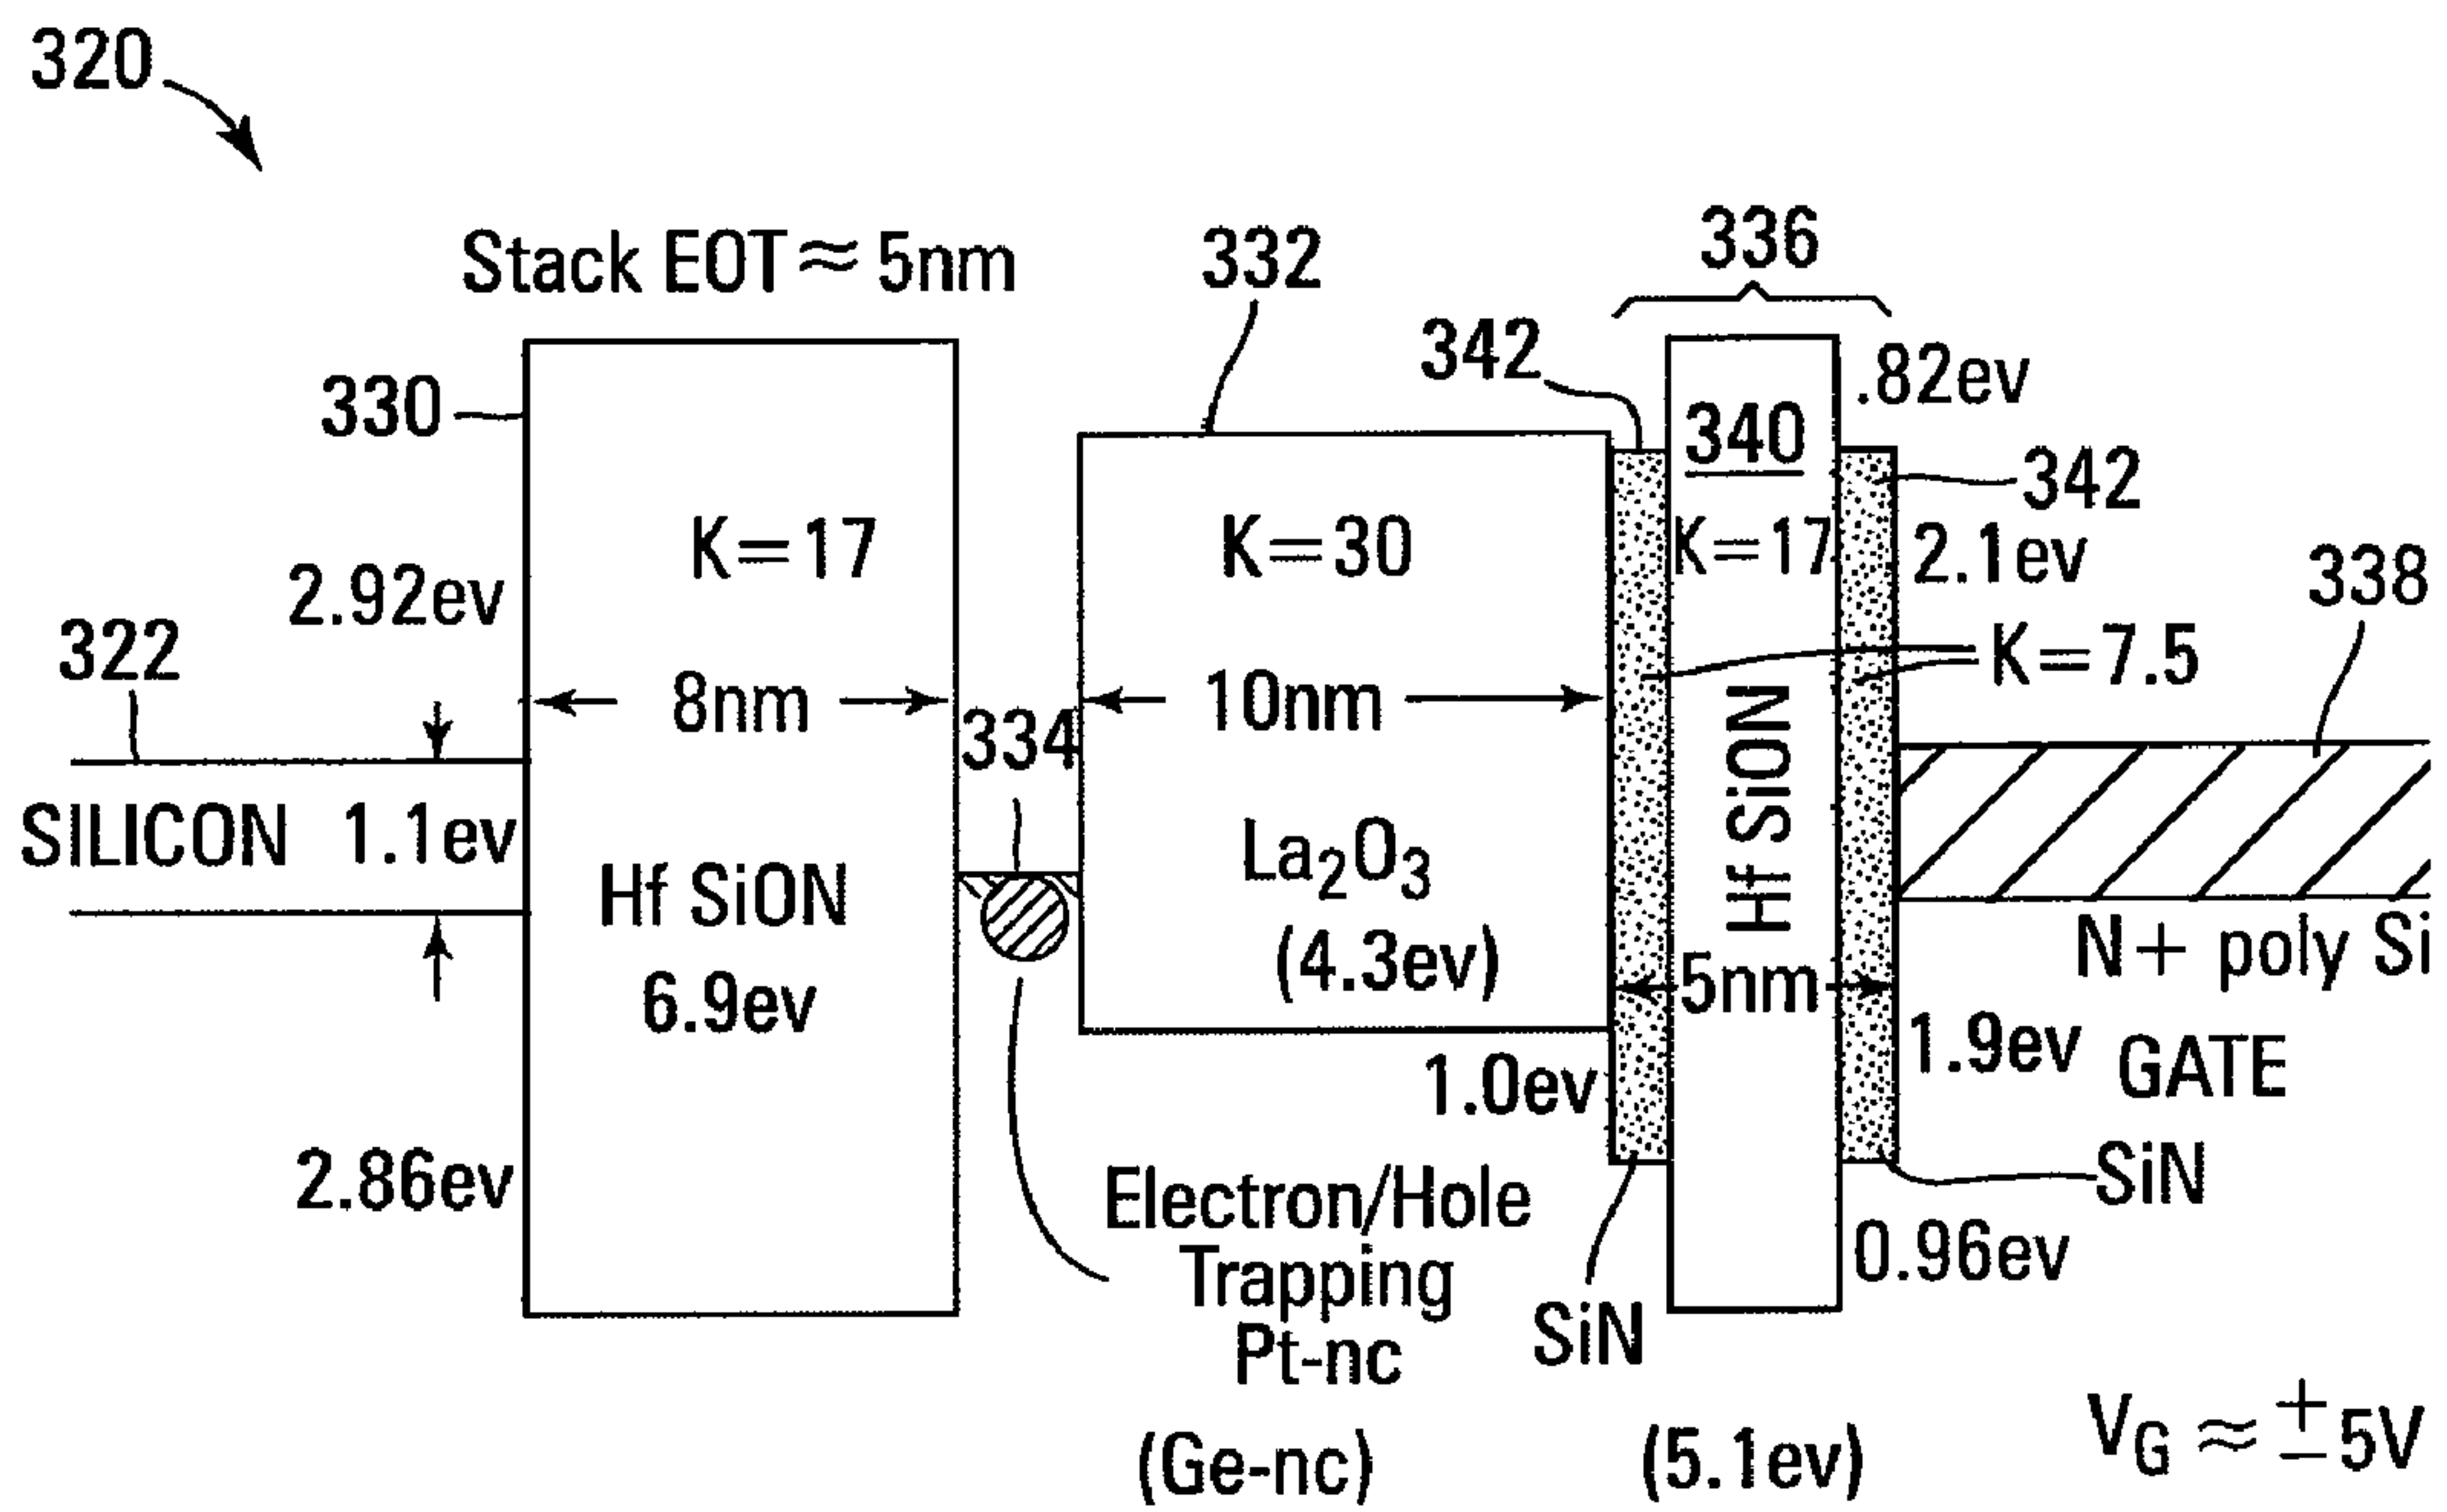 320
Stack EOT ≈ 5nm
332
336
330
342
.82ev
340
342
K=17
K=30
K=17
2.1ev
338
2.92ev
322
K=7.5
8nm
334
10nm
SILICON 1.1ev
Hf SiON
6.9ev
La₂O₃
(4.3ev)
Hf SiON
5nm
N+ poly Si
GATE
1.0ev
1.9ev
2.86ev
Electron/Hole
Trapping
Pt-nc
(Ge-nc)
SiN
SiN
0.96ev
(5.1ev)
V_G ≈ ±5V